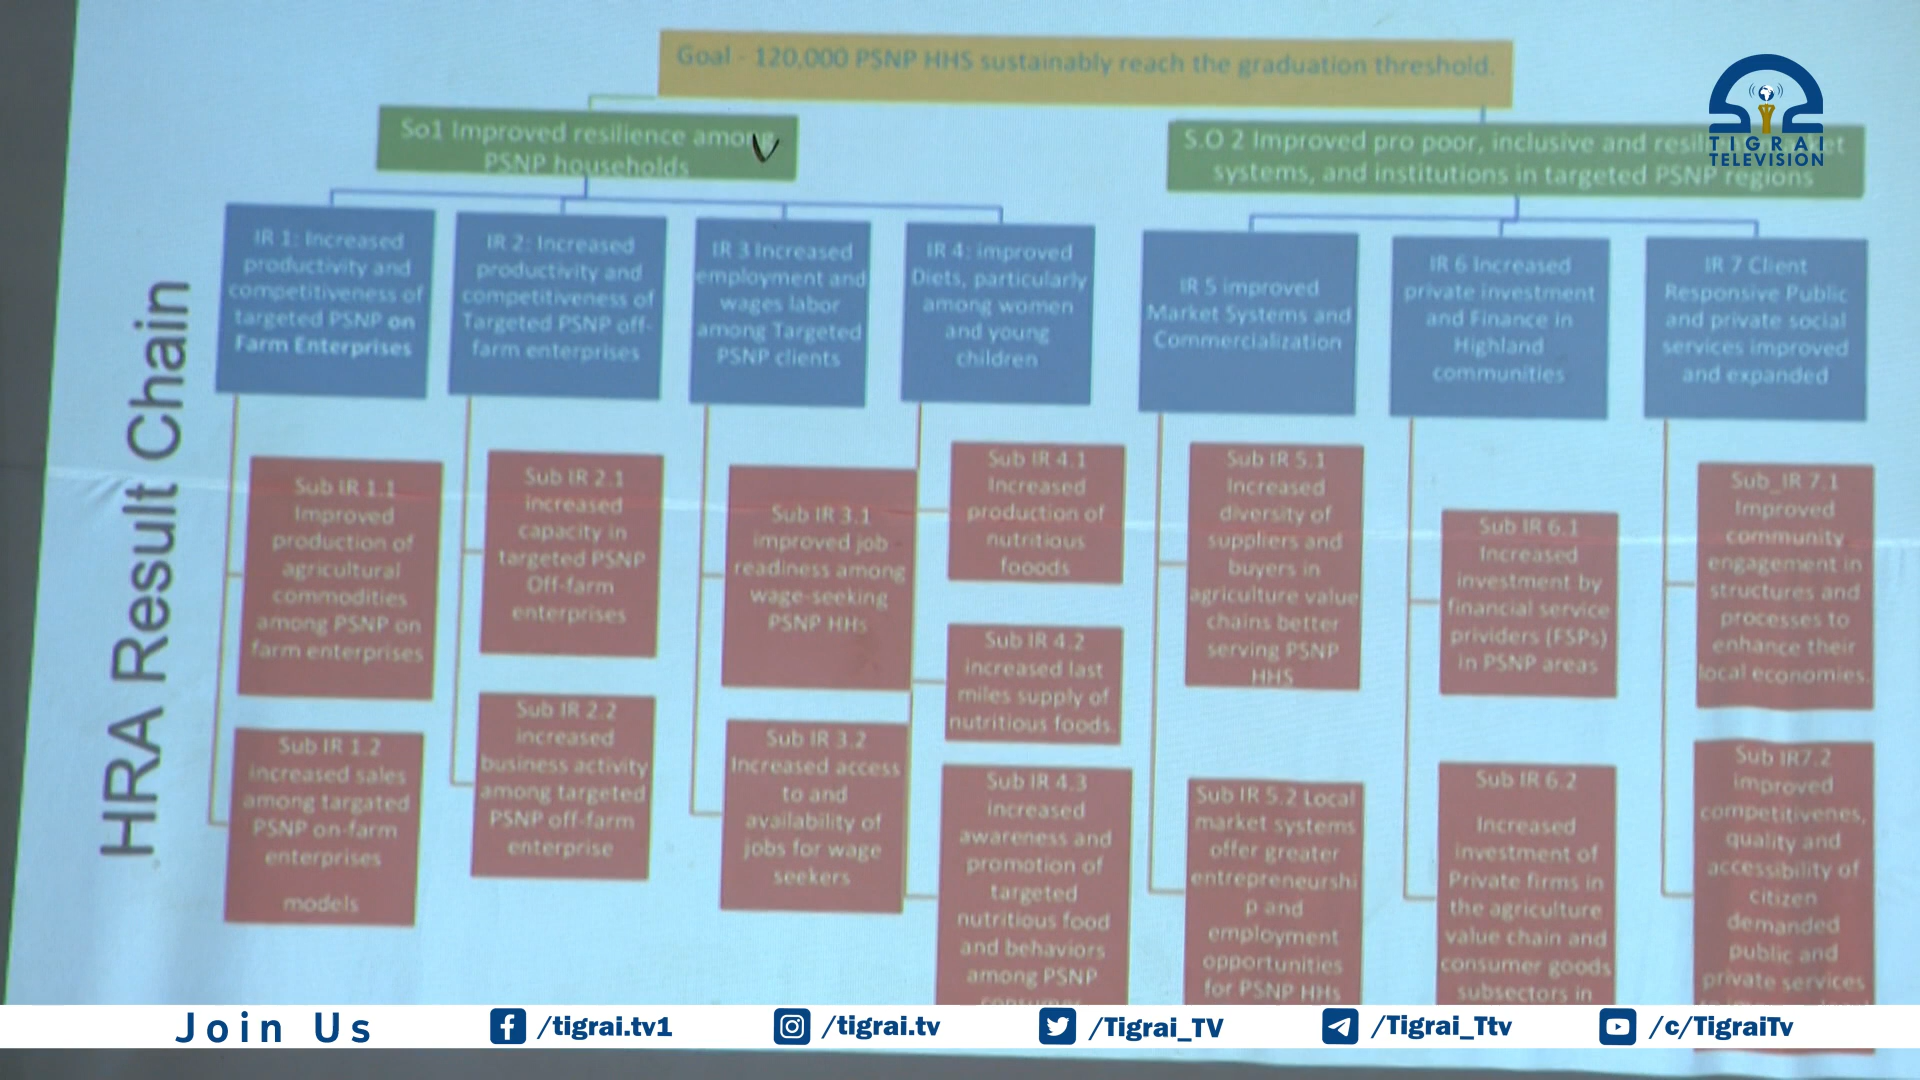 Goal - 120,000 PSNP HHS sustainably reach the graduation threshold.
TIGRAI
TELEVISION
So1 Improved resilience among
PSNP households
S.O 2 Improved pro poor, inclusive and
systems, and institutions in targeted PSNP regions
HRA Result Chain
IR 1: Increased
productivity and
competitiveness of
targeted PSNP on
Farm Enterprises
IR 2: Increased
productivity and
competitiveness of
Targeted PSNP off-
farm enterprises
IR 3 Increased
employment and
wages labor
among Targeted
PSNP clients
IR 4: improved
Diets, particularly
among women
and young
children
IR 5 improved
Market Systems and
Commercialization
IR 6 Increased
private investment
and Finance in
Highland
communities
IR 7 Client
Responsive Public
and private social
services improved
and expanded
Sub IR 1.1
Improved
production of
agricultural
commodities
among PSNP on
farm enterprises
Sub IR 1.2
increased sales
among targated
PSNP on-farm
enterprises
models
Sub IR 2.1
increased
capacity in
targeted PSNP
Off-farm
enterprises
Sub IR 2.2
increased
business activity
among targeted
PSNP off-farm
enterprise
Sub IR 3.1
improved job
readiness among
wage-seeking
PSNP HHs
Sub IR 3.2
Increased access
to and
availability of
jobs for wage
seekers
Sub IR 4.1
Increased
production of
nutritious
fooods
Sub IR 4.2
increased last
miles supply of
nutritious foods.
Sub IR 4.3
increased
awareness and
promotion of
targeted
nutritious food
and behaviors
among PSNP
Sub IR 5.1
Increased
diversity of
suppliers and
buyers in
agriculture value
chains better
serving PSNP
HHS
Sub IR 5.2 Local
market systems
offer greater
entrepreneurshi
p and
employment
opportunities
for PSNP HHs
Sub IR 6.1
Increased
investment by
financial service
prividers (FSPs)
in PSNP areas
Sub IR 6.2
Increased
investment of
Private firms in
the agriculture
value chain and
consumer goods
subsectors in
Sub_IR 7.1
Improved
community
engagement in
structures and
processes to
enhance their
local economies.
Sub IR7.2
improved
competitivenes,
quality and
accessibility of
citizen
demanded
public and
private services
Join Us
/tigrai.tv1
/tigrai.tv
/Tigrai_TV
/Tigrai_Ttv
/c/TigraiTv